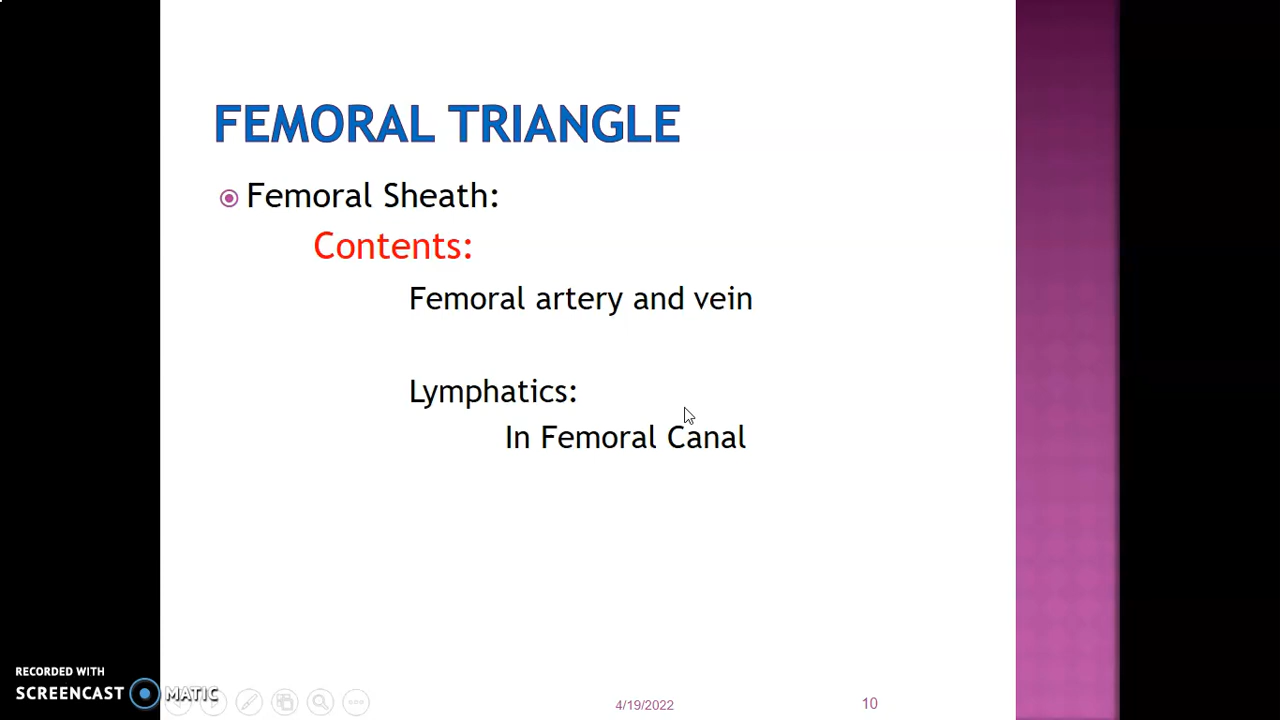 FEMORAL TRIANGLE
Femoral Sheath:
Contents:
Femoral artery and vein
Lymphatics:
In Femoral Canal
RECORDED WITH
SCREENCAST MATIC
4/19/2022
10